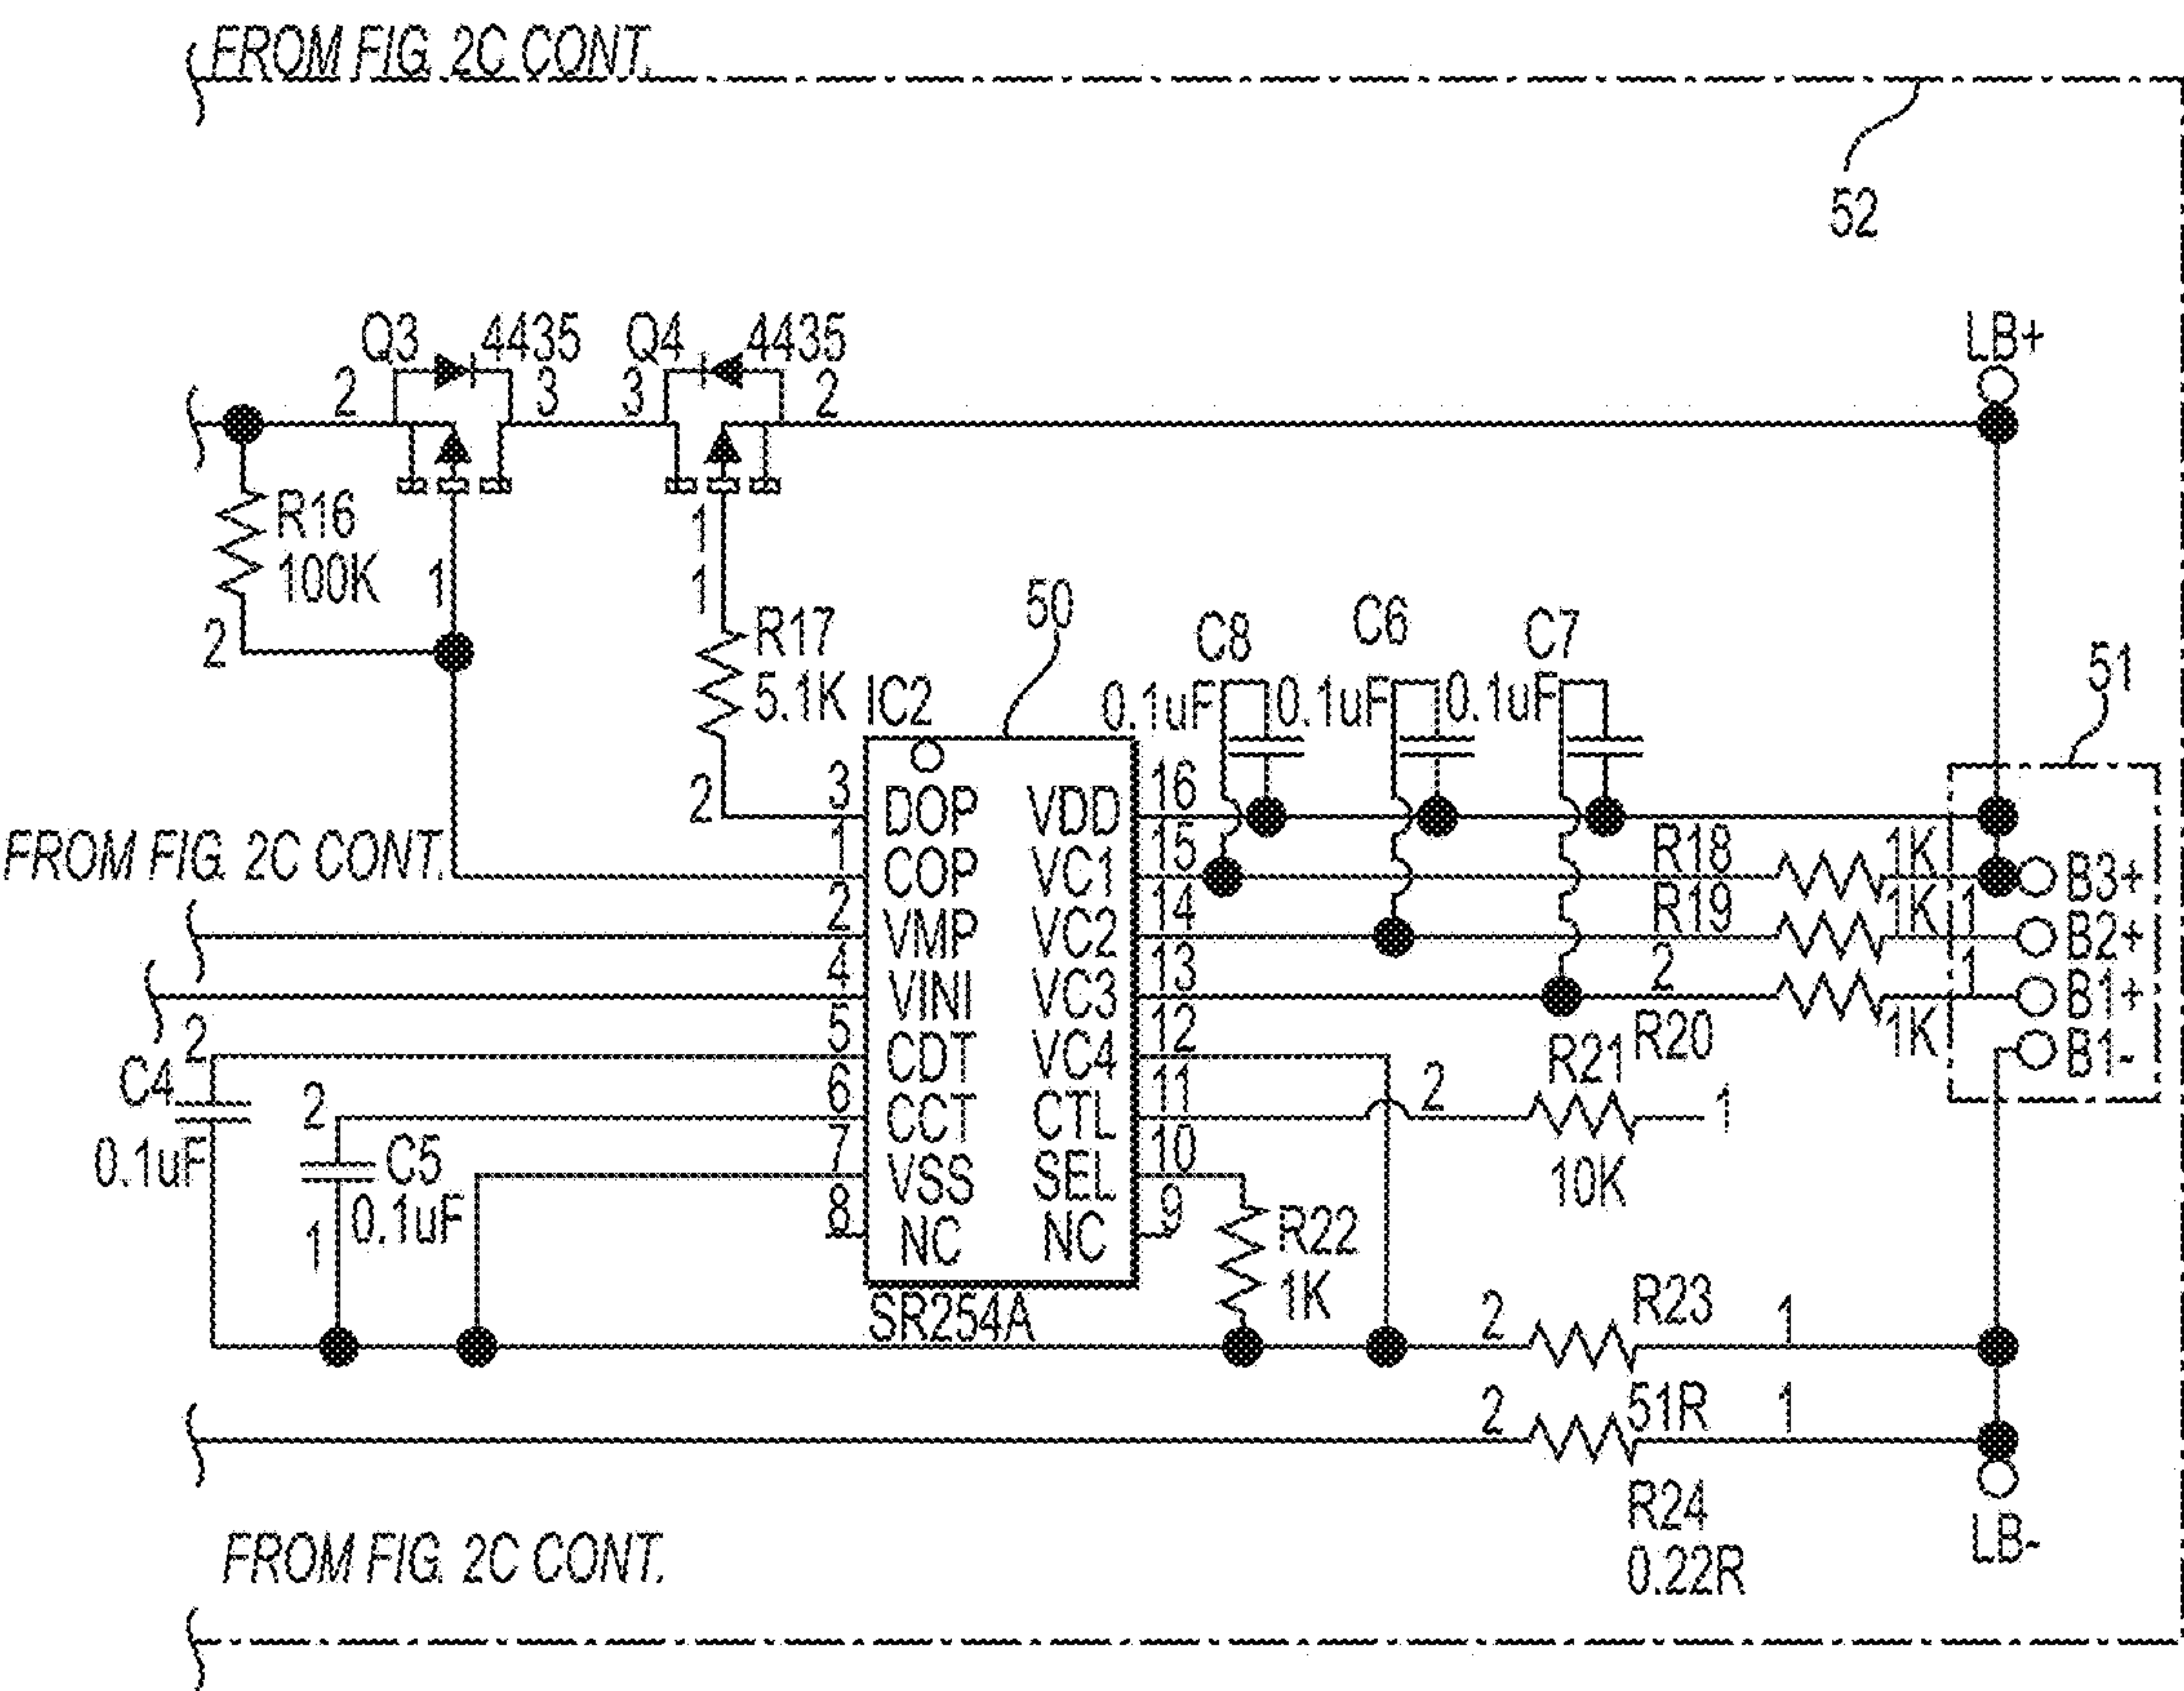 FROM FIG. 2C CONT.
52
Q3 4435 Q4 4435
LB+
2 3 3 2
R16
100K
1
1
1
2
R17
5.1K
50
C8 C6 C7
0.1uF 0.1uF 0.1uF
51
IC2
2
3 DOP VDD 16
1 COP VC1 15
2 VMP VC2 14
4 VINI VC3 13
5 CDT VC4 12
6 CCT CTL 11
7 VSS SEL 10
8 NC NC 9
SR254A
FROM FIG. 2C CONT.
R18 1K B3+
R19 1K 1 B2+
2 1 B1+
R20 1K B1-
2
C4
0.1uF
2
C5
0.1uF
1
2 R21 1
10K
R22
1K
2 R23 1
51R
2 1
R24
0.22R
LB-
FROM FIG. 2C CONT.